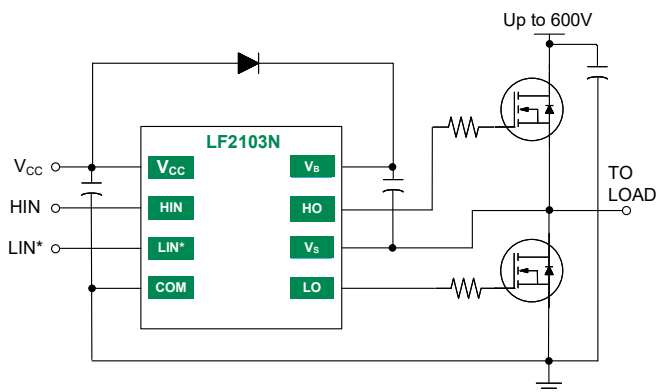 Up to 600V
LF2103N
VCC
VCC
VB
TO
LOAD
HIN
HIN
HO
LIN*
LIN*
VS
COM
LO